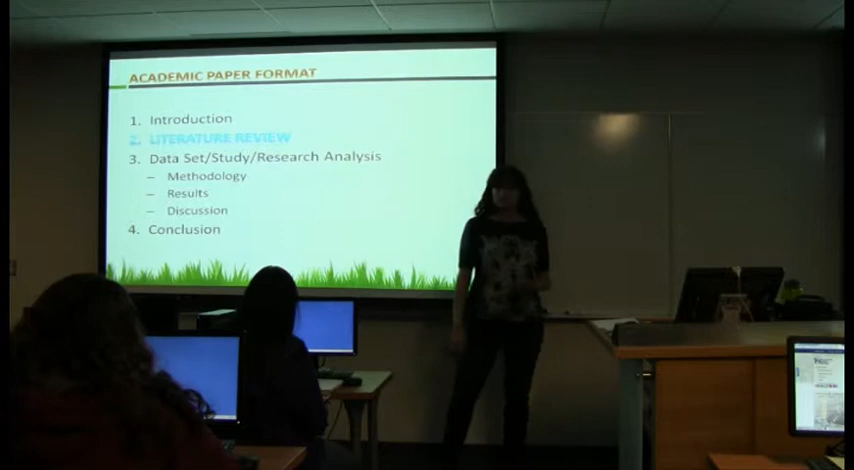 ACADEMIC PAPER FORMAT
1. Introduction
2. LITERATURE REVIEW
3. Data Set/Study/Research Analysis
– Methodology
– Results
– Discussion
4. Conclusion